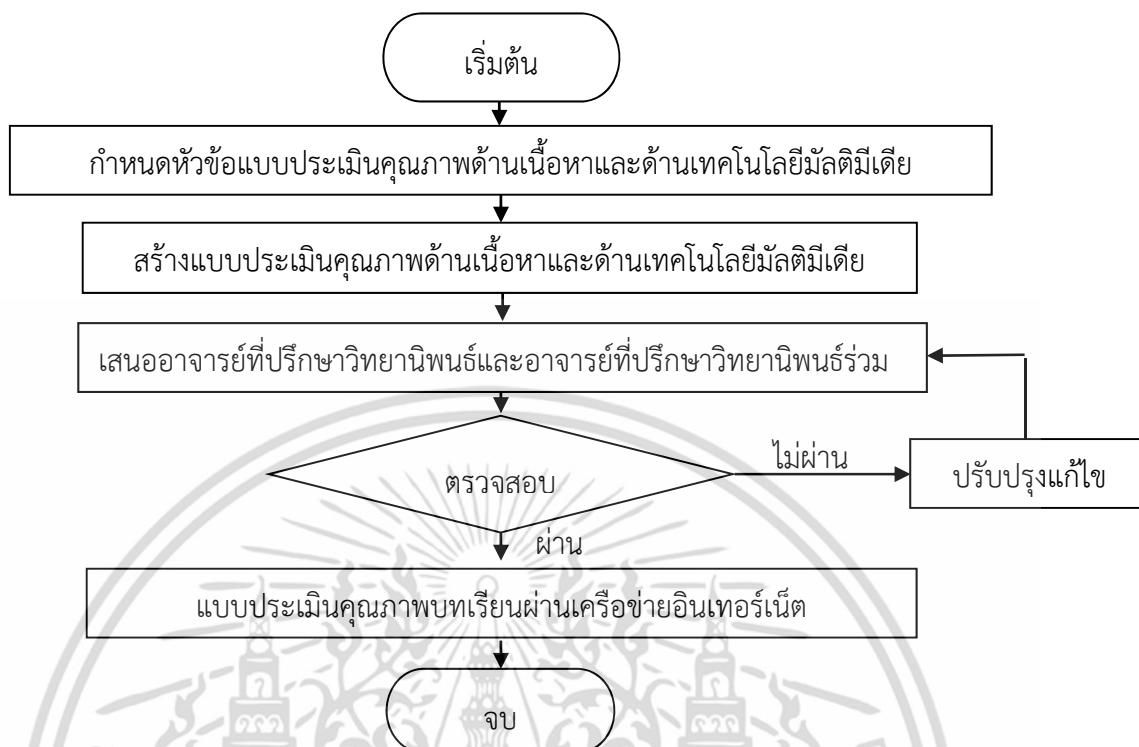 เริ่มต้น
กำหนดหัวข้อแบบประเมินคุณภาพด้านเนื้อหาและด้านเทคโนโลยีมัลติมีเดีย
สร้างแบบประเมินคุณภาพด้านเนื้อหาและด้านเทคโนโลยีมัลติมีเดีย
เสนออาจารย์ที่ปรึกษาวิทยานิพนธ์และอาจารย์ที่ปรึกษาวิทยานิพนธ์ร่วม
ตรวจสอบ
ไม่ผ่าน
ปรับปรุงแก้ไข
ผ่าน
แบบประเมินคุณภาพบทเรียนผ่านเครือข่ายอินเทอร์เน็ต
จบ